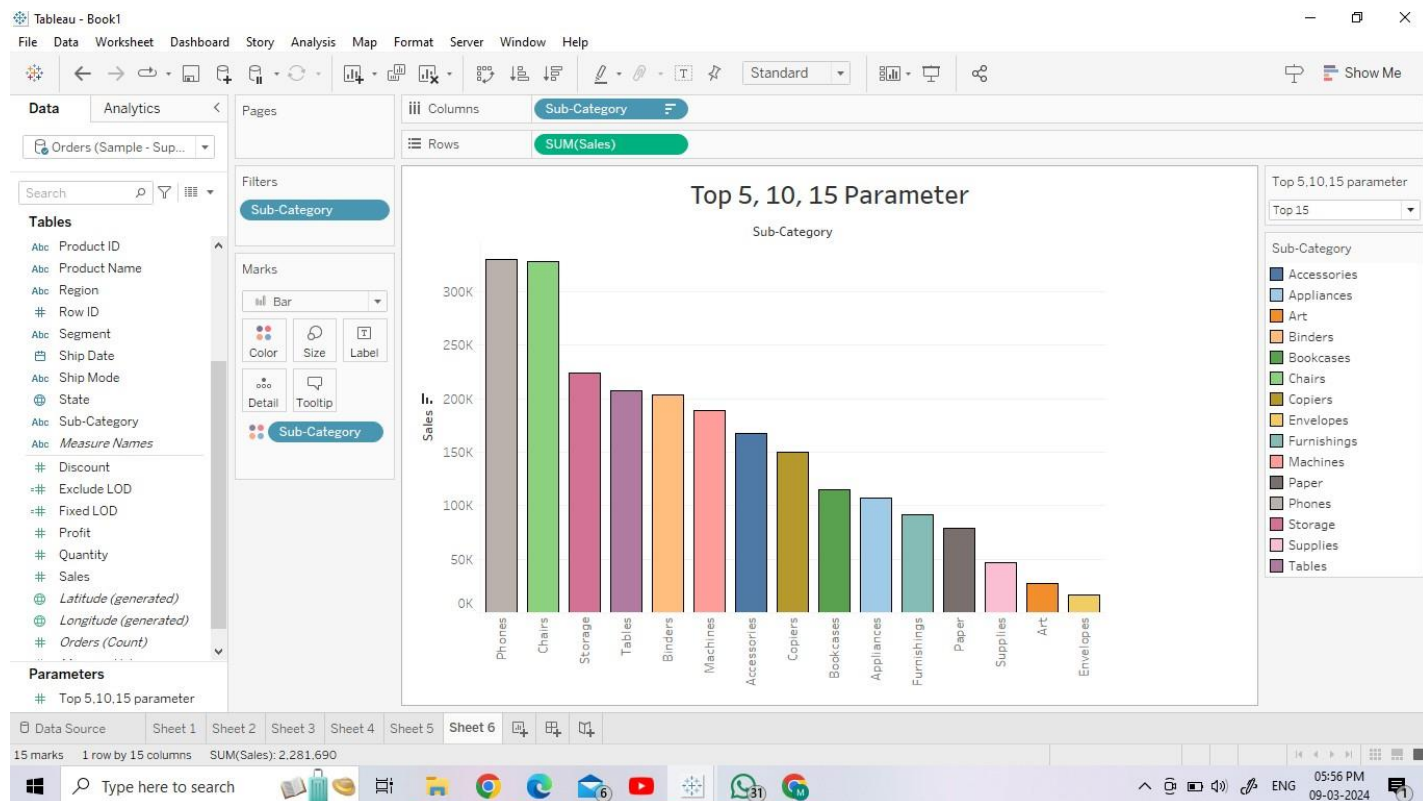 Tableau - Book1
File Data Worksheet Dashboard Story Analysis Map Format Server Window Help
Standard
Show Me
Data Analytics
Orders (Sample - Sup...
Search
Tables
Abc Product ID
Abc Product Name
Abc Region
# Row ID
Abc Segment
Ship Date
Abc Ship Mode
State
Abc Sub-Category
Abc Measure Names
# Discount
=# Exclude LOD
=# Fixed LOD
# Profit
# Quantity
# Sales
Latitude (generated)
Longitude (generated)
# Orders (Count)
Parameters
# Top 5,10,15 parameter
Pages
Filters
Sub-Category
Marks
Bar
Color Size Label
Detail Tooltip
Sub-Category
Columns Sub-Category
Rows SUM(Sales)
Top 5, 10, 15 Parameter
Sub-Category
Sales
300K
250K
200K
150K
100K
50K
0K
Phones
Chairs
Storage
Tables
Binders
Machines
Accessories
Copiers
Bookcases
Appliances
Furnishings
Paper
Supplies
Art
Envelopes
Top 5,10,15 parameter
Top 15
Sub-Category
Accessories
Appliances
Art
Binders
Bookcases
Chairs
Copiers
Envelopes
Furnishings
Machines
Paper
Phones
Storage
Supplies
Tables
Data Source Sheet 1 Sheet 2 Sheet 3 Sheet 4 Sheet 5 Sheet 6
15 marks 1 row by 15 columns SUM(Sales): 2,281,690
Type here to search
6
31
M
ENG
05:56 PM
09-03-2024
1